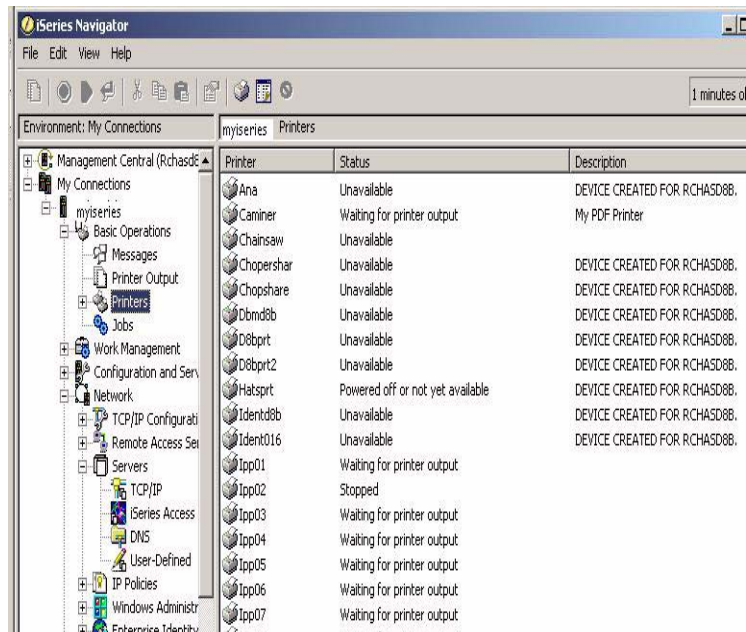 iSeries Navigator
File Edit View Help
1 minutes ol
Environment: My Connections
myiseries Printers
Management Central (Rchasd8
My Connections
myiseries
Basic Operations
Messages
Printer Output
Printers
Jobs
Work Management
Configuration and Serv
Network
TCP/IP Configurati
Remote Access Ser
Servers
TCP/IP
iSeries Access
DNS
User-Defined
IP Policies
Windows Administr
Enterprise Identity
Printer Status Description
Ana Unavailable DEVICE CREATED FOR RCHASD8B.
Caminer Waiting for printer output My PDF Printer
Chainsaw Unavailable
Chopershar Unavailable DEVICE CREATED FOR RCHASD8B.
Chopshare Unavailable DEVICE CREATED FOR RCHASD8B.
Dbmd8b Unavailable DEVICE CREATED FOR RCHASD8B.
D8bprt Unavailable DEVICE CREATED FOR RCHASD8B.
D8bprt2 Unavailable DEVICE CREATED FOR RCHASD8B.
Hatsprt Powered off or not yet available DEVICE CREATED FOR RCHASD8B.
Identd8b Unavailable DEVICE CREATED FOR RCHASD8B.
Ident016 Unavailable DEVICE CREATED FOR RCHASD8B.
Ipp01 Waiting for printer output
Ipp02 Stopped
Ipp03 Waiting for printer output
Ipp04 Waiting for printer output
Ipp05 Waiting for printer output
Ipp06 Waiting for printer output
Ipp07 Waiting for printer output